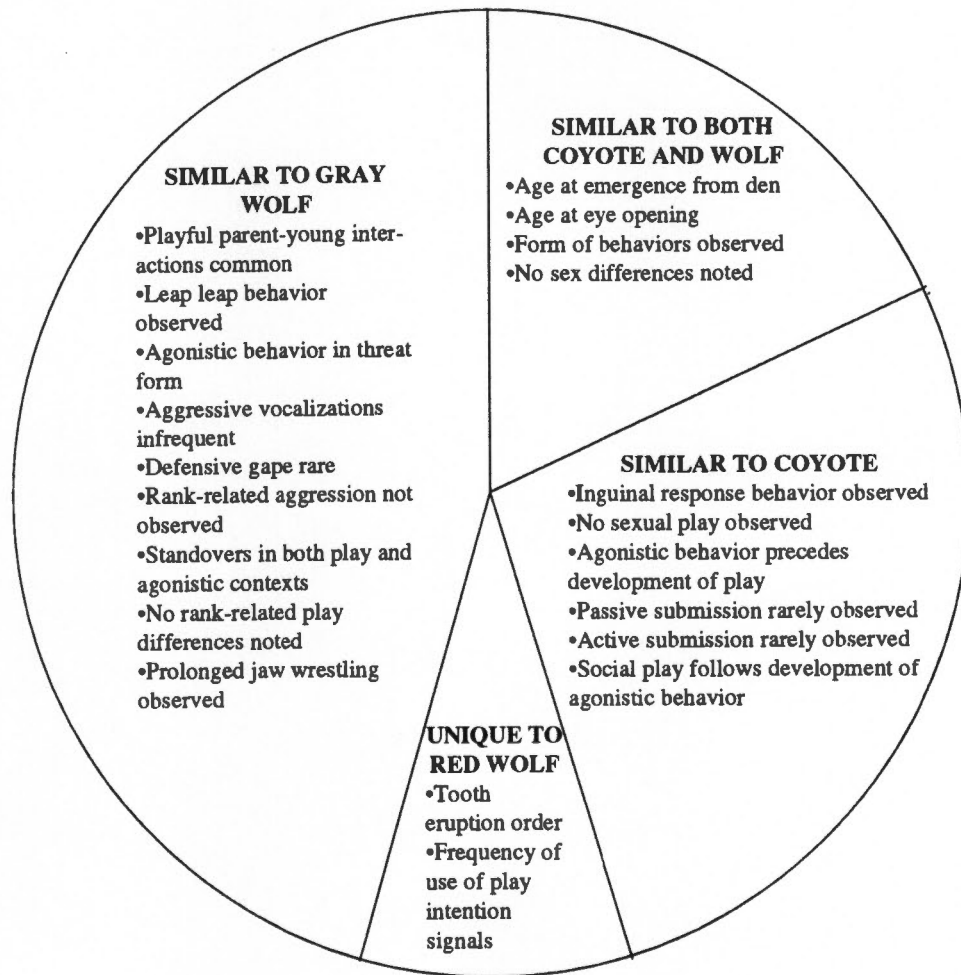 SIMILAR TO GRAY
WOLF
•Playful parent-young inter-
actions common
•Leap leap behavior
observed
•Agonistic behavior in threat
form
•Aggressive vocalizations
infrequent
•Defensive gape rare
•Rank-related aggression not
observed
•Standovers in both play and
agonistic contexts
•No rank-related play
differences noted
•Prolonged jaw wrestling
observed
SIMILAR TO BOTH
COYOTE AND WOLF
•Age at emergence from den
•Age at eye opening
•Form of behaviors observed
•No sex differences noted
SIMILAR TO COYOTE
•Inguinal response behavior observed
•No sexual play observed
•Agonistic behavior precedes
development of play
•Passive submission rarely observed
•Active submission rarely observed
•Social play follows development of
agonistic behavior
UNIQUE TO
RED WOLF
•Tooth
eruption order
•Frequency of
use of play
intention
signals